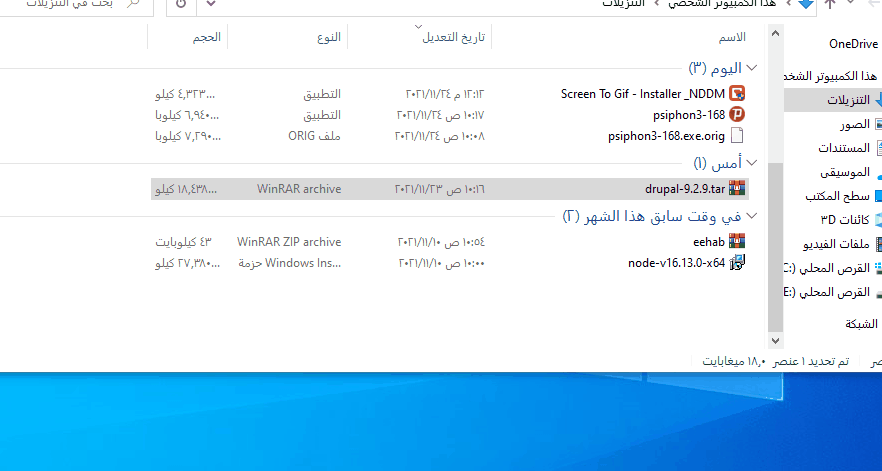 هذا الكمبيوتر الشخصي › التنزيلات
بحث في التنزيلات
الاسم تاريخ التعديل النوع الحجم
OneDrive
هذا الكمبيوتر الشخص
التنزيلات
الصور
المستندات
الموسيقى
سطح المكتب
كائنات ٣D
ملفات الفيديو
القرص المحلي (:C
القرص المحلي (:E
الشبكة
اليوم (٣)
Screen To Gif - Installer _NDDM ٢٠٢١/١١/٢٤ ١٢:١٢ م التطبيق ٤,٣٢٣... كيلو
psiphon3-168 ٢٠٢١/١١/٢٤ ١٠:١٧ ص التطبيق ٦,٩٤٠... كيلوبا
psiphon3-168.exe.orig ٢٠٢١/١١/٢٤ ١٠:٠٨ ص ملف ORIG ٧,٢٩٠... كيلوبا
أمس (١)
drupal-9.2.9.tar ٢٠٢١/١١/٢٣ ١٠:١٦ ص WinRAR archive ١٨,٤٣٨... كيلو
في وقت سابق هذا الشهر (٢)
eehab ٢٠٢١/١١/١٠ ١٠:٥٤ ص WinRAR ZIP archive ٤٣ كيلوبايت
node-v16.13.0-x64 ٢٠٢١/١١/١٠ ١٠:٠٠ ص حزمة Windows Ins... ٢٧,٣٨٠... كيلو
صر تم تحديد ١ عنصر ١٨,٠ ميغابايت